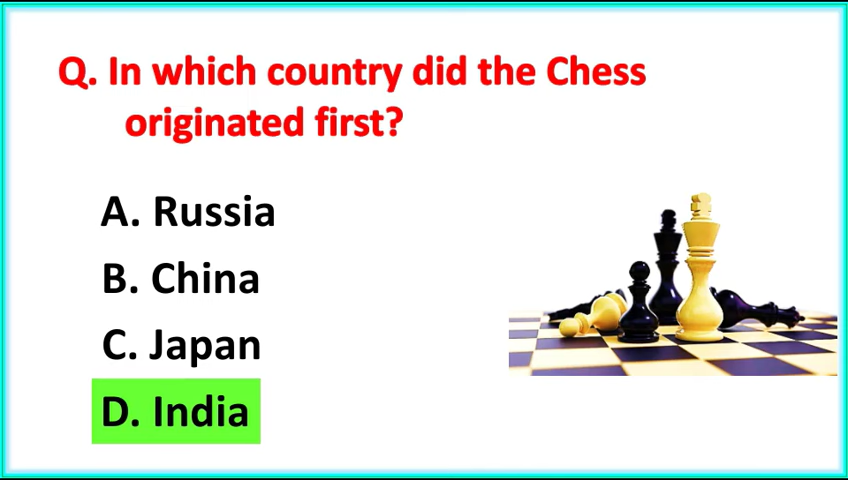 Q. In which country did the Chess
originated first?
A. Russia
B. China
C. Japan
D. India